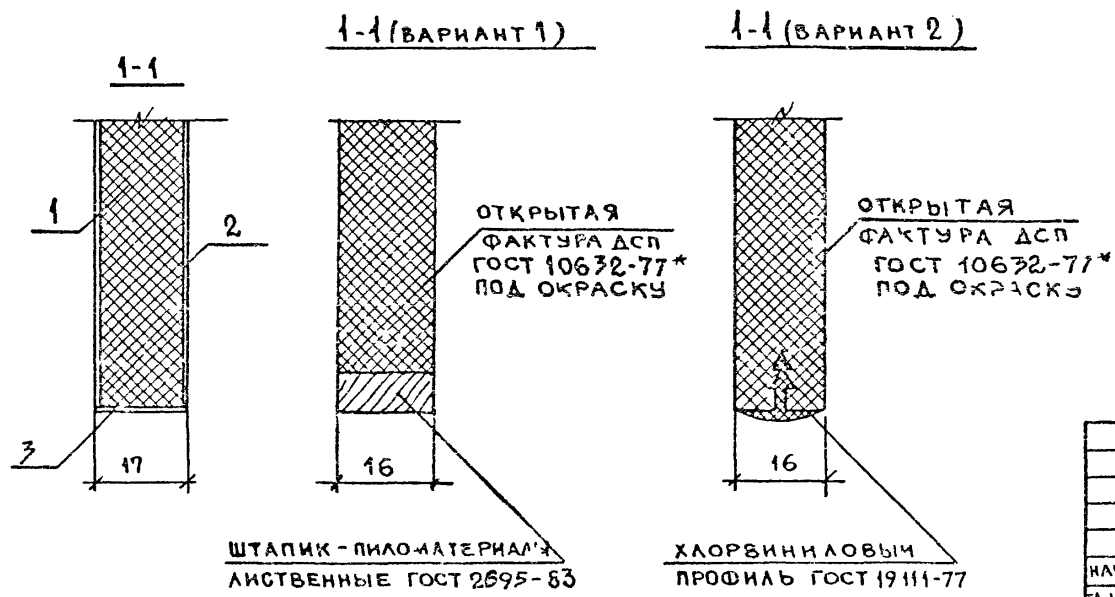 1-1 (ВАРИАНТ 1)
1-1 (ВАРИАНТ 2)
1-1
1
2
3
17
ОТКРЫТАЯ
ФАКТУРА ДСП
ГОСТ 10632-77*
ПОД ОКРАСКУ
16
ШТАПИК - ПИЛОМАТЕРИАЛЫ
ЛИСТВЕННЫЕ ГОСТ 2695-83
ОТКРЫТАЯ
ФАКТУРА ДСП
ГОСТ 10632-77*
ПОД ОКРАСКУ
16
ХЛОРВИНИЛОВЫЙ
ПРОФИЛЬ ГОСТ 19111-77